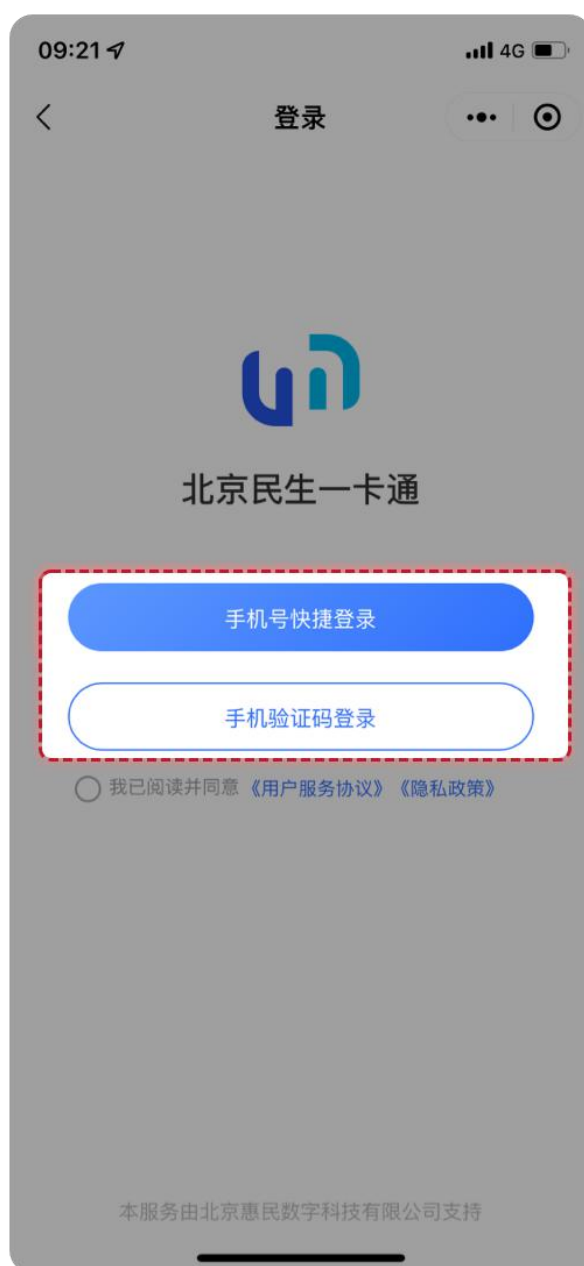 09:21 4G
登录
北京民生一卡通
手机号快捷登录
手机验证码登录
我已阅读并同意《用户服务协议》《隐私政策》
本服务由北京惠民数字科技有限公司支持